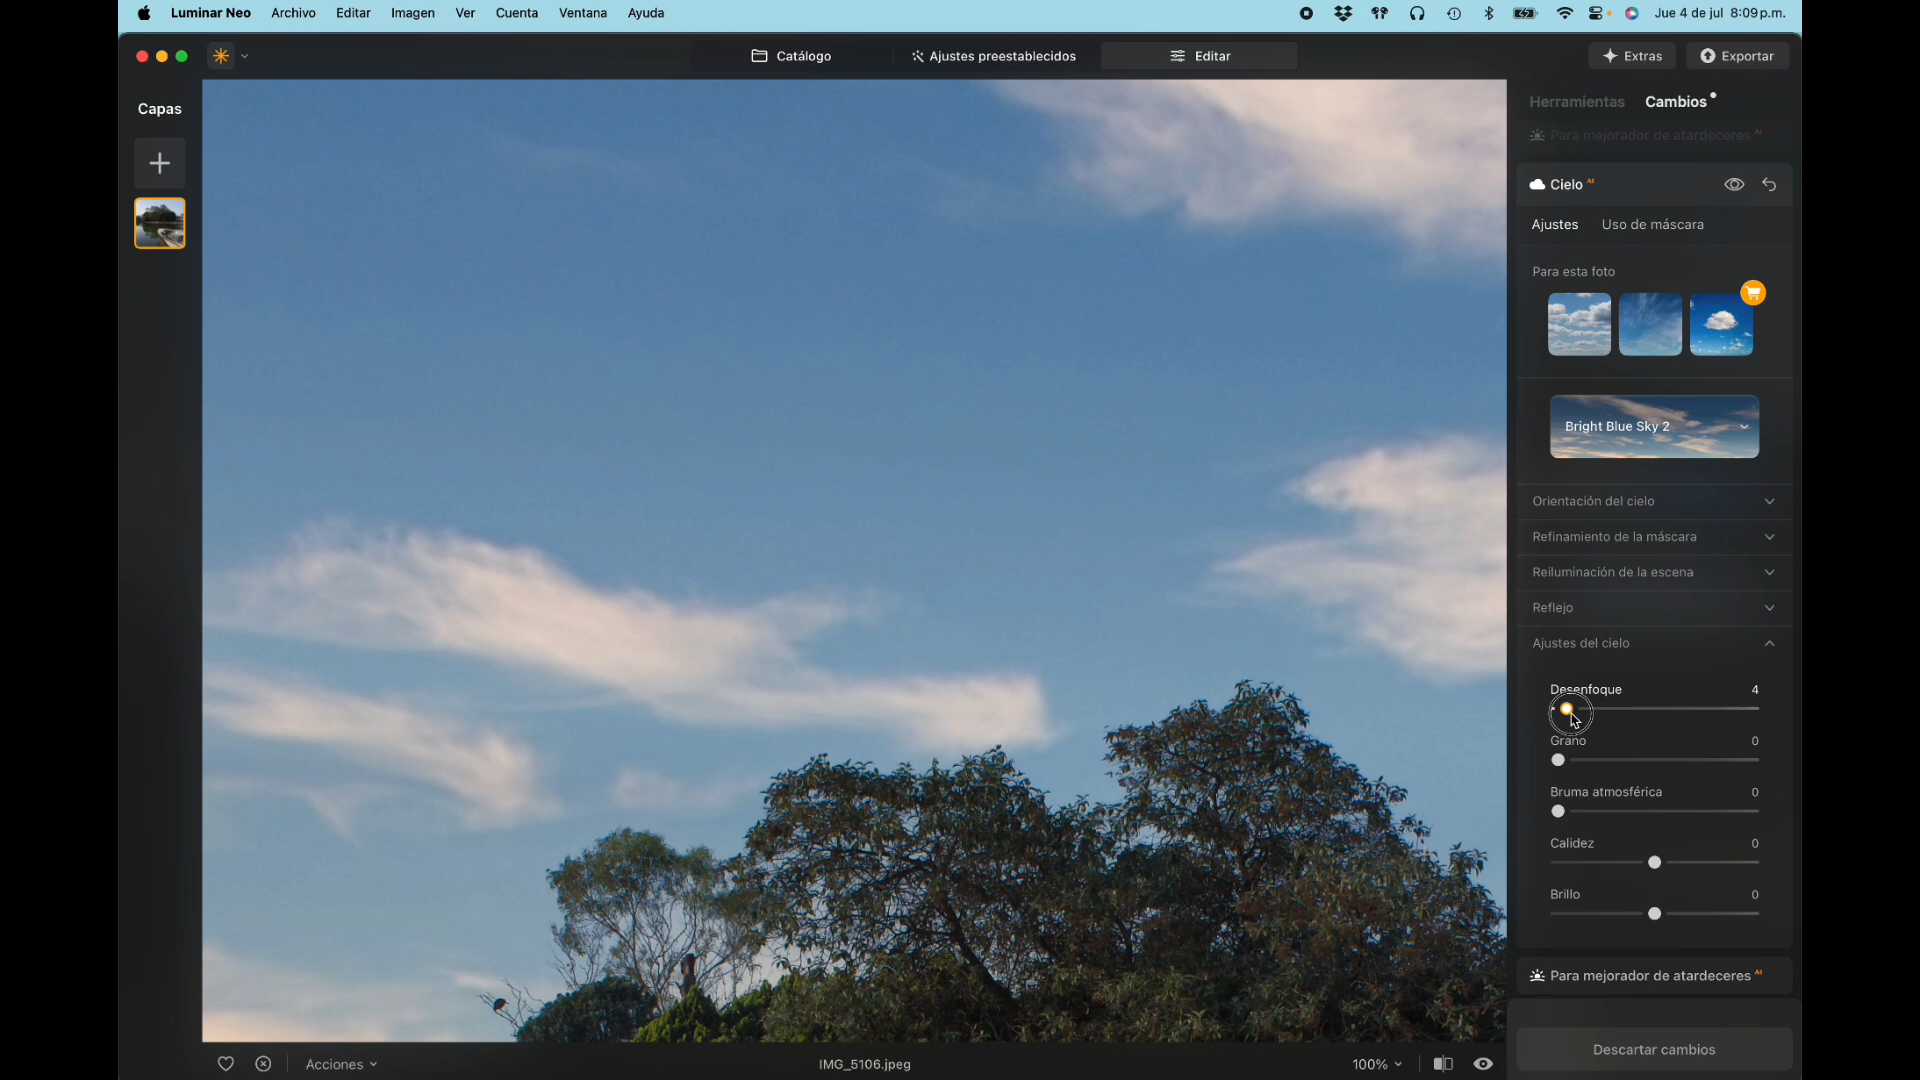 Luminar Neo Archivo Editar Imagen Ver Cuenta Ventana Ayuda Jue 4 de jul 8:09 p.m.
Catálogo Ajustes preestablecidos Editar Extras Exportar
Capas
Herramientas Cambios
Para mejorador de atardeceres AI
Cielo AI
Ajustes Uso de máscara
Para esta foto
Bright Blue Sky 2
Orientación del cielo
Refinamiento de la máscara
Reiluminación de la escena
Reflejo
Ajustes del cielo
Desenfoque 4
Grano 0
Bruma atmosférica 0
Calidez 0
Brillo 0
Para mejorador de atardeceres AI
Descartar cambios
Acciones IMG_5106.jpeg 100%